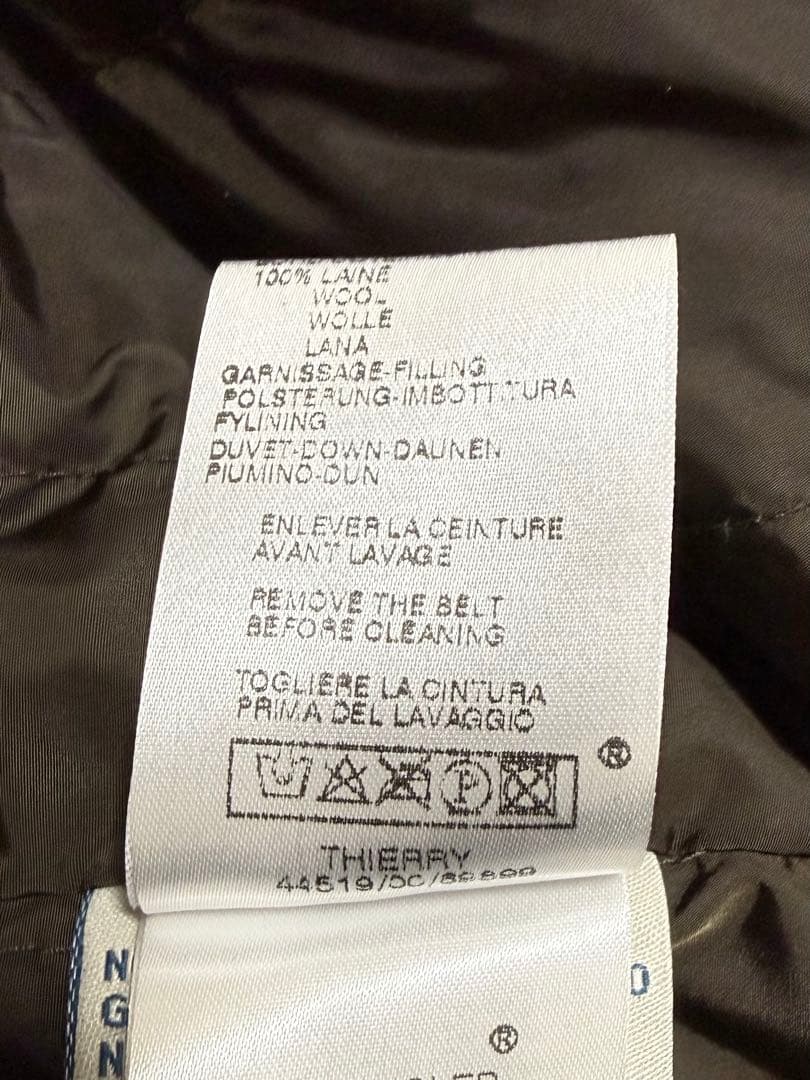 100% LAINE
WOOL
WOLLE
LANA
GARNISSAGE-FILLING
POLSTERUNG-IMBOTTITURA
FYLLNING
DUVET-DOWN-DAUNEN
PIUMINO-DUN
ENLEVER LA CEINTURE
AVANT LAVAGE
REMOVE THE BELT
BEFORE CLEANING
TOGLIERE LA CINTURA
PRIMA DEL LAVAGGIO
P
®
THIERRY
N
G
N
®